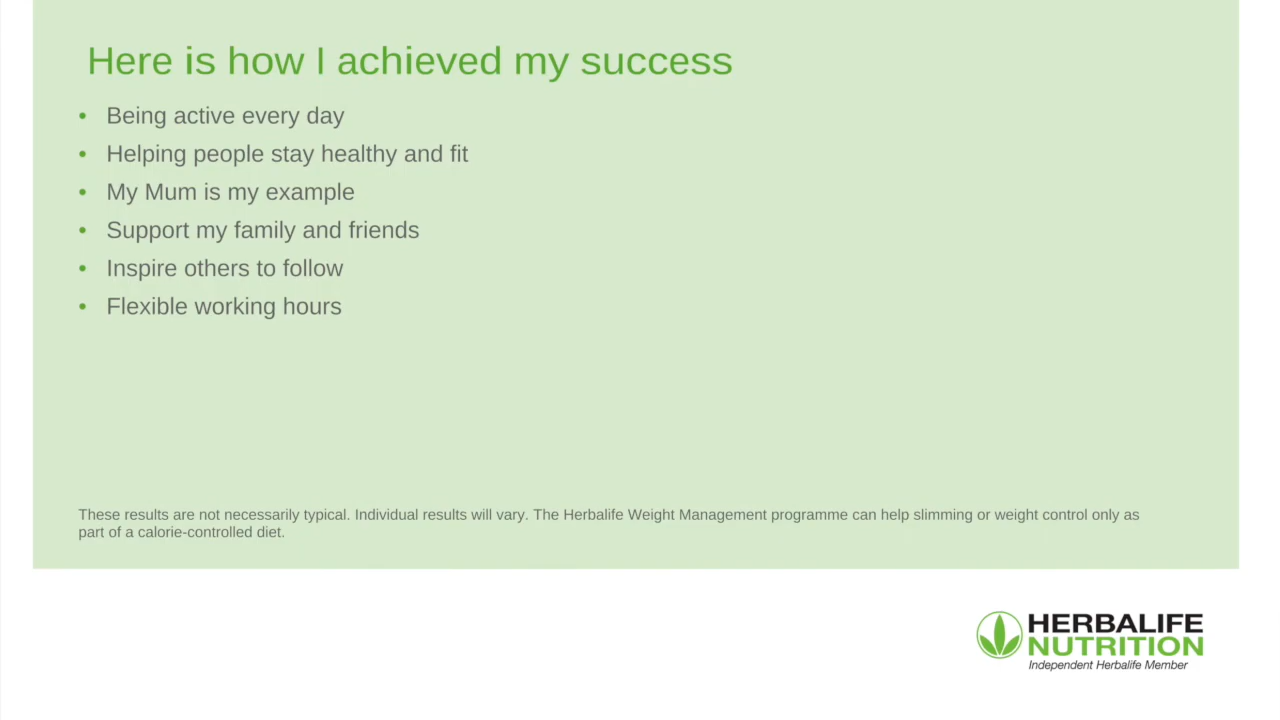 Here is how I achieved my success
• Being active every day
• Helping people stay healthy and fit
• My Mum is my example
• Support my family and friends
• Inspire others to follow
• Flexible working hours
These results are not necessarily typical. Individual results will vary. The Herbalife Weight Management programme can help slimming or weight control only as
part of a calorie-controlled diet.
HERBALIFE
NUTRITION
Independent Herbalife Member